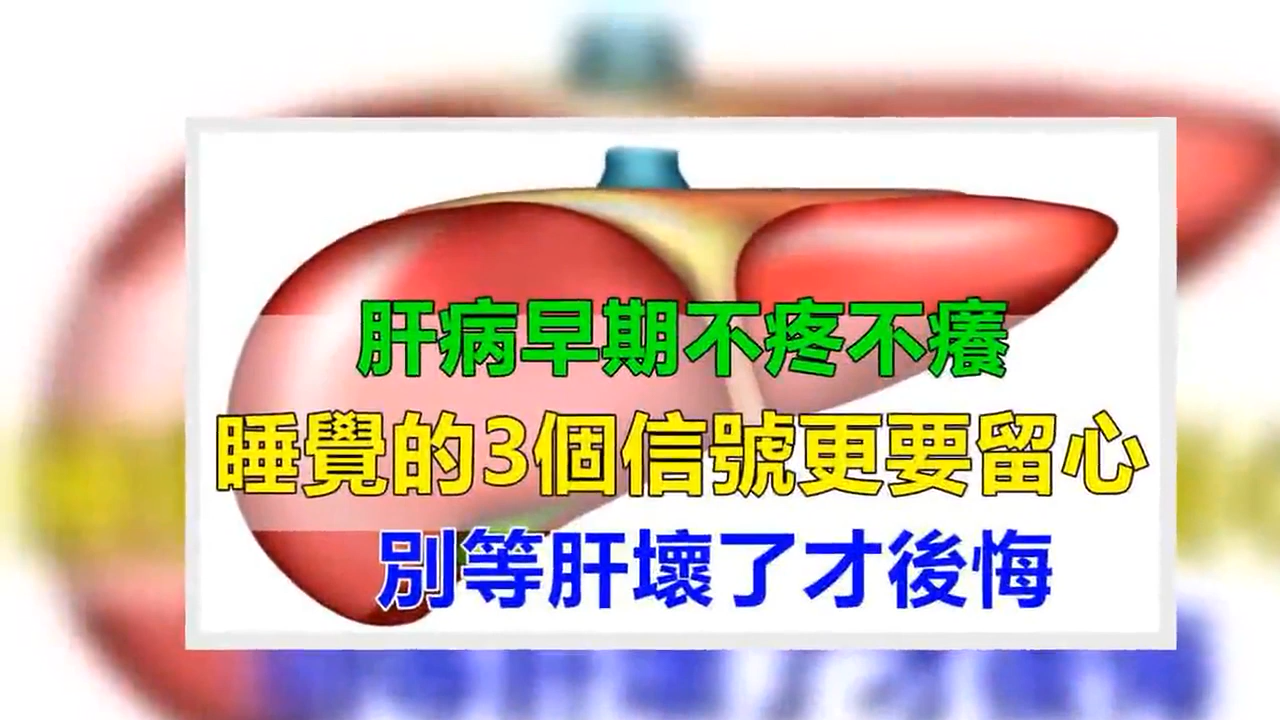 肝病早期不疼不癢
睡覺的3個信號更要留心
別等肝壞了才後悔